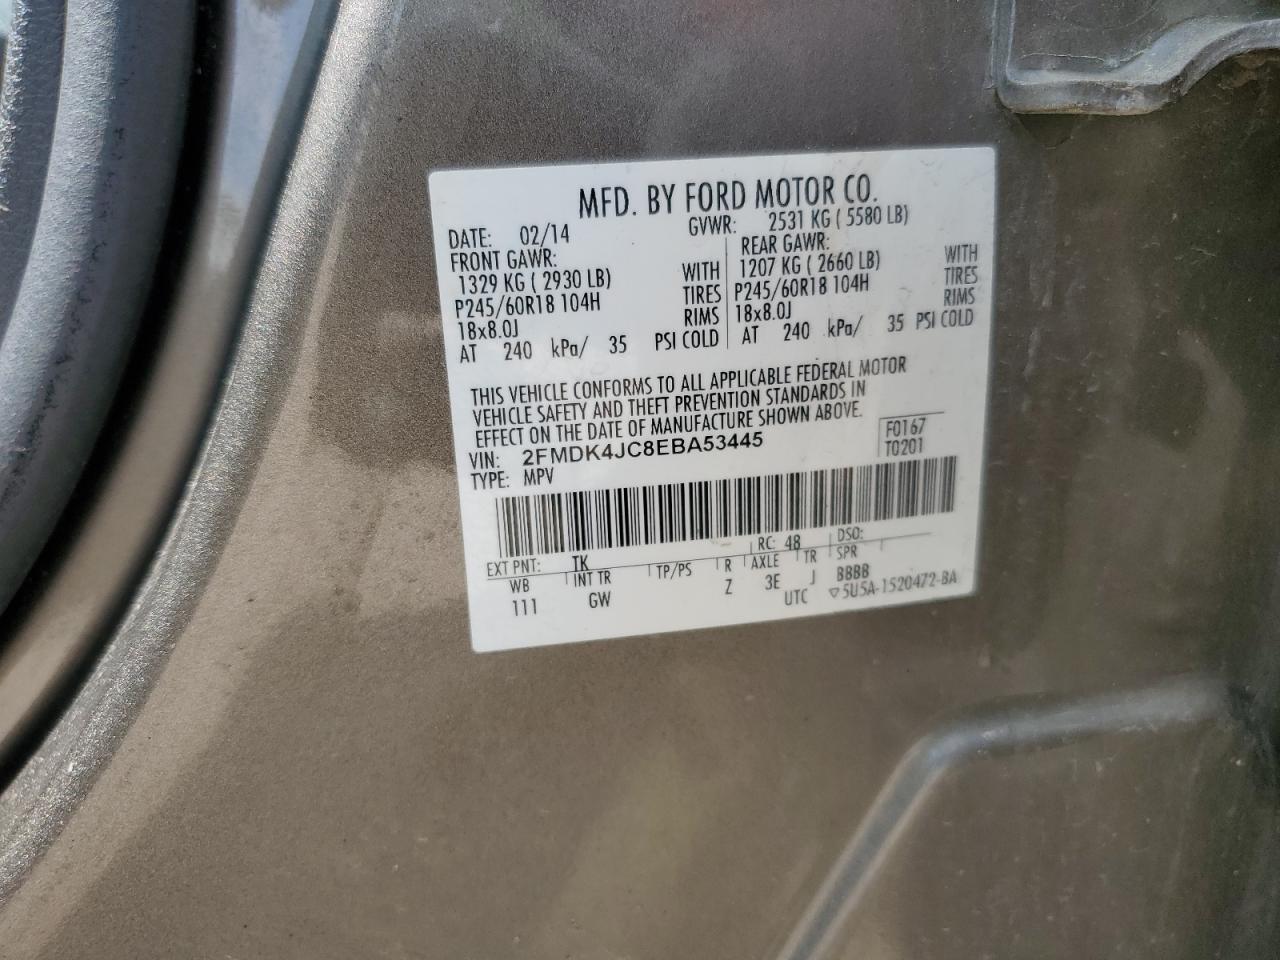 MFD. BY FORD MOTOR CO.
DATE: 02/14 GVWR: 2531 KG ( 5580 LB)
FRONT GAWR: REAR GAWR:
1329 KG ( 2930 LB) WITH 1207 KG ( 2660 LB) WITH
P245/60R18 104H TIRES P245/60R18 104H TIRES
18x8.0J RIMS 18x8.0J RIMS
AT 240 kPa/ 35 PSI COLD AT 240 kPa/ 35 PSI COLD
THIS VEHICLE CONFORMS TO ALL APPLICABLE FEDERAL MOTOR
VEHICLE SAFETY AND THEFT PREVENTION STANDARDS IN
EFFECT ON THE DATE OF MANUFACTURE SHOWN ABOVE.
VIN: 2FMDK4JC8EBA53445 F0167
TYPE: MPV T0201
EXT PNT: TK RC: 48 DSO:
WB INT TR TP/PS R AXLE TR SPR
111 GW Z 3E J BBBB
UTC ▽5U5A-1520472-BA